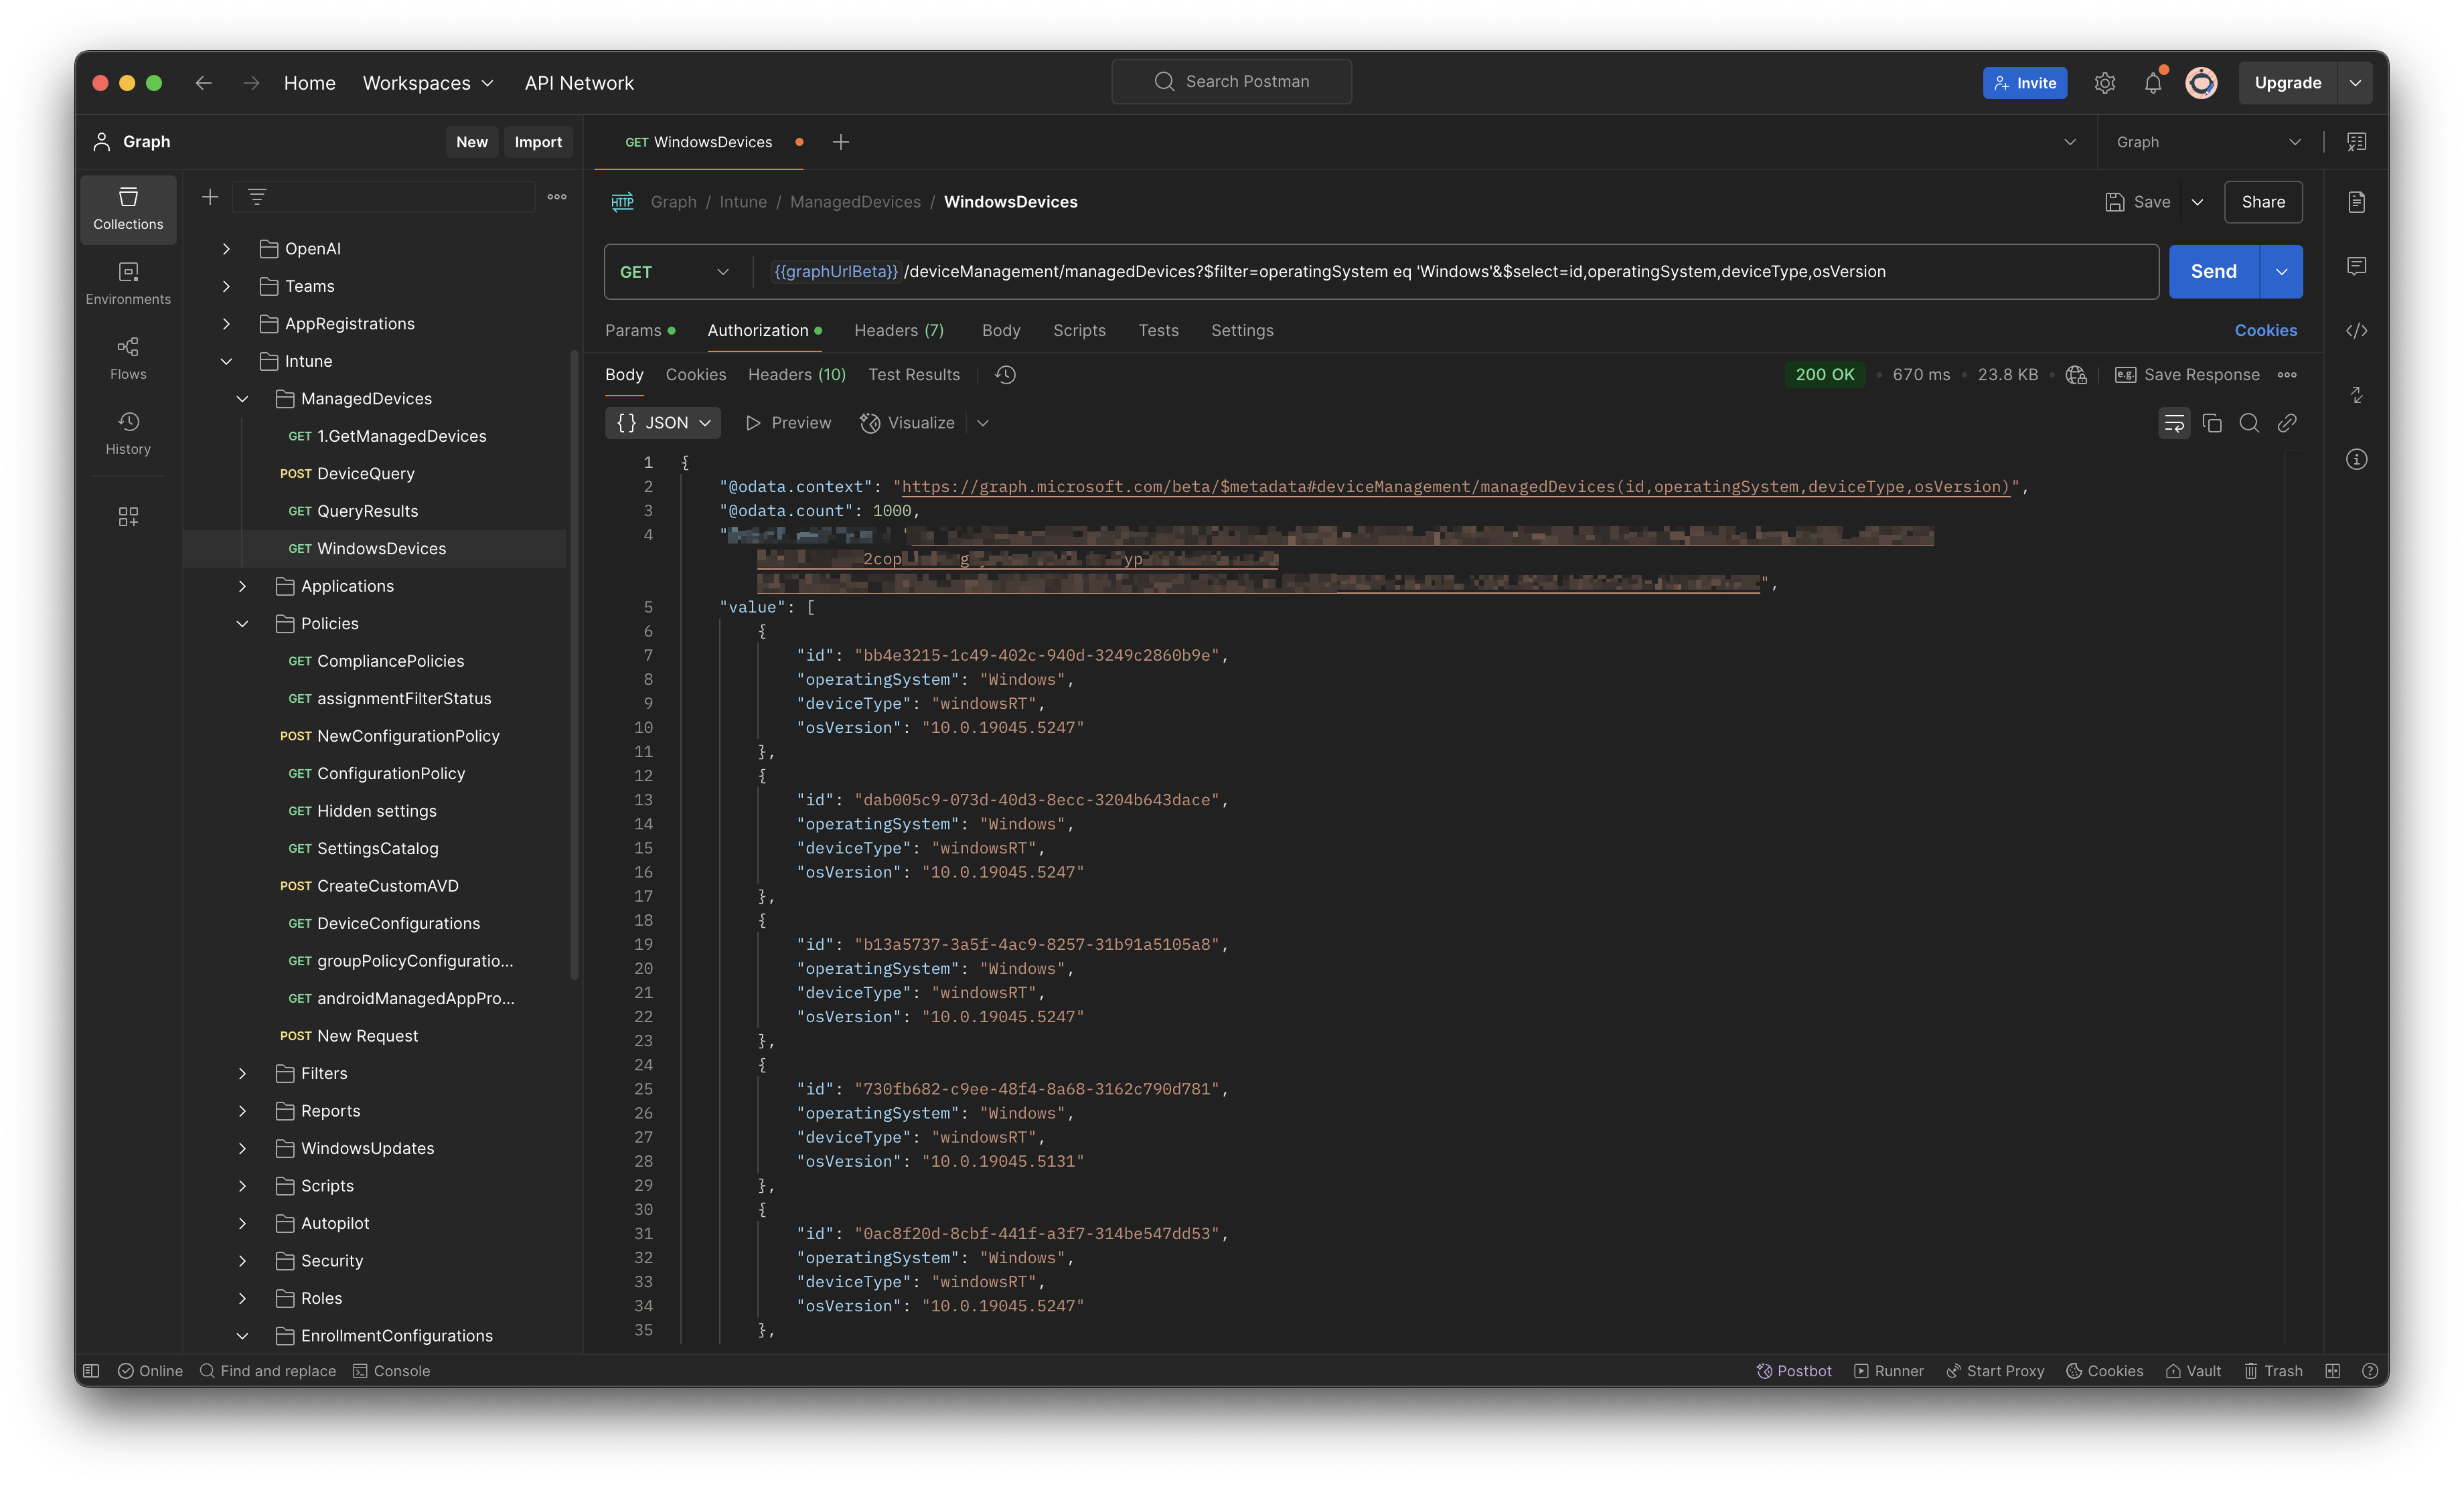 Home
Workspaces
API Network
Search Postman
Invite
Upgrade
Graph
New
Import
GET WindowsDevices
Graph
Collections
Environments
Flows
History
OpenAI
Teams
AppRegistrations
Intune
ManagedDevices
GET 1.GetManagedDevices
POST DeviceQuery
GET QueryResults
GET WindowsDevices
Applications
Policies
GET CompliancePolicies
GET assignmentFilterStatus
POST NewConfigurationPolicy
GET ConfigurationPolicy
GET Hidden settings
GET SettingsCatalog
POST CreateCustomAVD
GET DeviceConfigurations
GET groupPolicyConfiguratio...
GET androidManagedAppPro...
POST New Request
Filters
Reports
WindowsUpdates
Scripts
Autopilot
Security
Roles
EnrollmentConfigurations
HTTP Graph / Intune / ManagedDevices / WindowsDevices
Save
Share
GET {{graphUrlBeta}} /deviceManagement/managedDevices?$filter=operatingSystem eq 'Windows'&$select=id,operatingSystem,deviceType,osVersion
Send
Params Authorization Headers (7) Body Scripts Tests Settings
Cookies
Body Cookies Headers (10) Test Results
200 OK • 670 ms • 23.8 KB • e.g. Save Response
{} JSON Preview Visualize
1 {
2 "@odata.context": "https://graph.microsoft.com/beta/$metadata#deviceManagement/managedDevices(id,operatingSystem,deviceType,osVersion)",
3 "@odata.count": 1000,
4 "
2cop g yp
",
5 "value": [
6 {
7 "id": "bb4e3215-1c49-402c-940d-3249c2860b9e",
8 "operatingSystem": "Windows",
9 "deviceType": "windowsRT",
10 "osVersion": "10.0.19045.5247"
11 },
12 {
13 "id": "dab005c9-073d-40d3-8ecc-3204b643dace",
14 "operatingSystem": "Windows",
15 "deviceType": "windowsRT",
16 "osVersion": "10.0.19045.5247"
17 },
18 {
19 "id": "b13a5737-3a5f-4ac9-8257-31b91a5105a8",
20 "operatingSystem": "Windows",
21 "deviceType": "windowsRT",
22 "osVersion": "10.0.19045.5247"
23 },
24 {
25 "id": "730fb682-c9ee-48f4-8a68-3162c790d781",
26 "operatingSystem": "Windows",
27 "deviceType": "windowsRT",
28 "osVersion": "10.0.19045.5131"
29 },
30 {
31 "id": "0ac8f20d-8cbf-441f-a3f7-314be547dd53",
32 "operatingSystem": "Windows",
33 "deviceType": "windowsRT",
34 "osVersion": "10.0.19045.5247"
35 },
Online
Find and replace
Console
Postbot
Runner
Start Proxy
Cookies
Vault
Trash